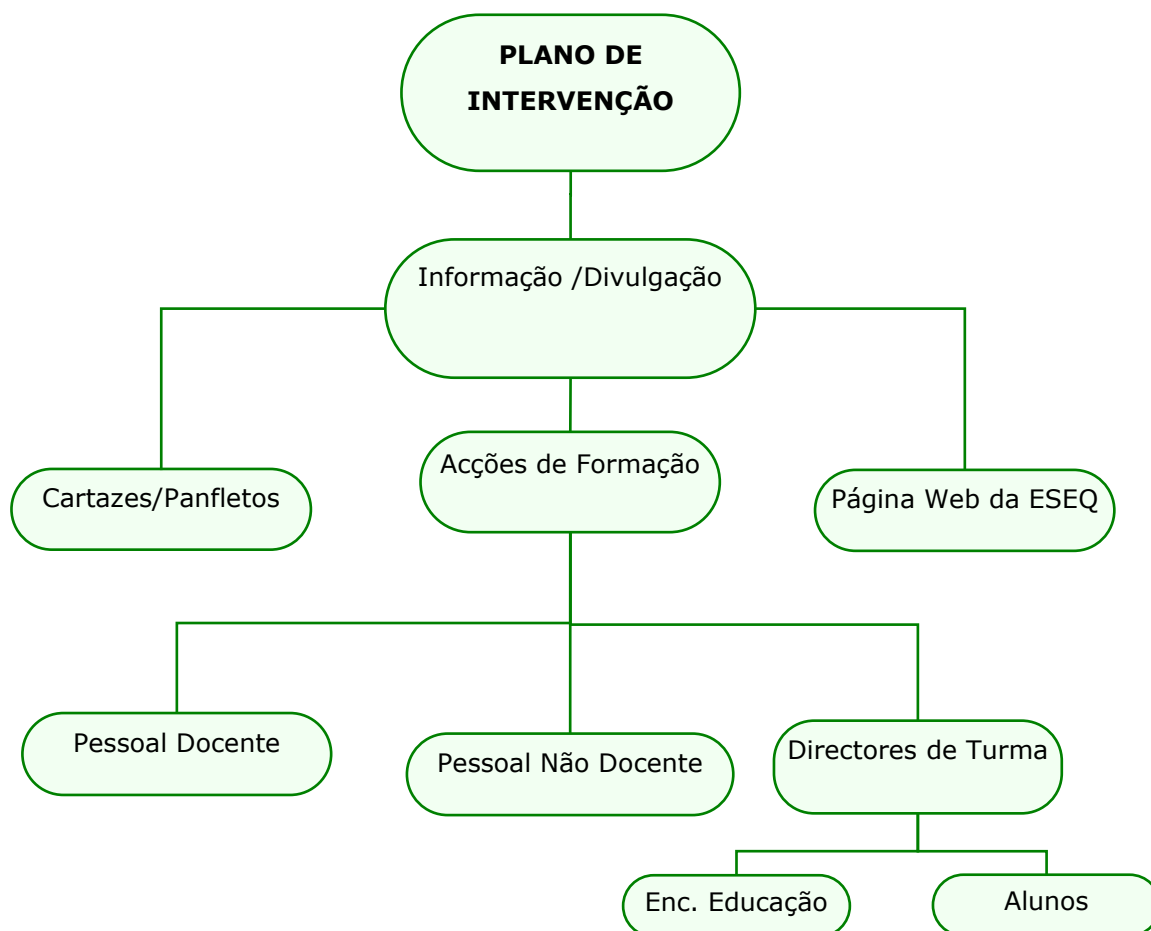 PLANO DE
INTERVENÇÃO
Informação /Divulgação
Acções de Formação
Cartazes/Panfletos
Página Web da ESEQ
Pessoal Docente
Pessoal Não Docente
Directores de Turma
Enc. Educação
Alunos